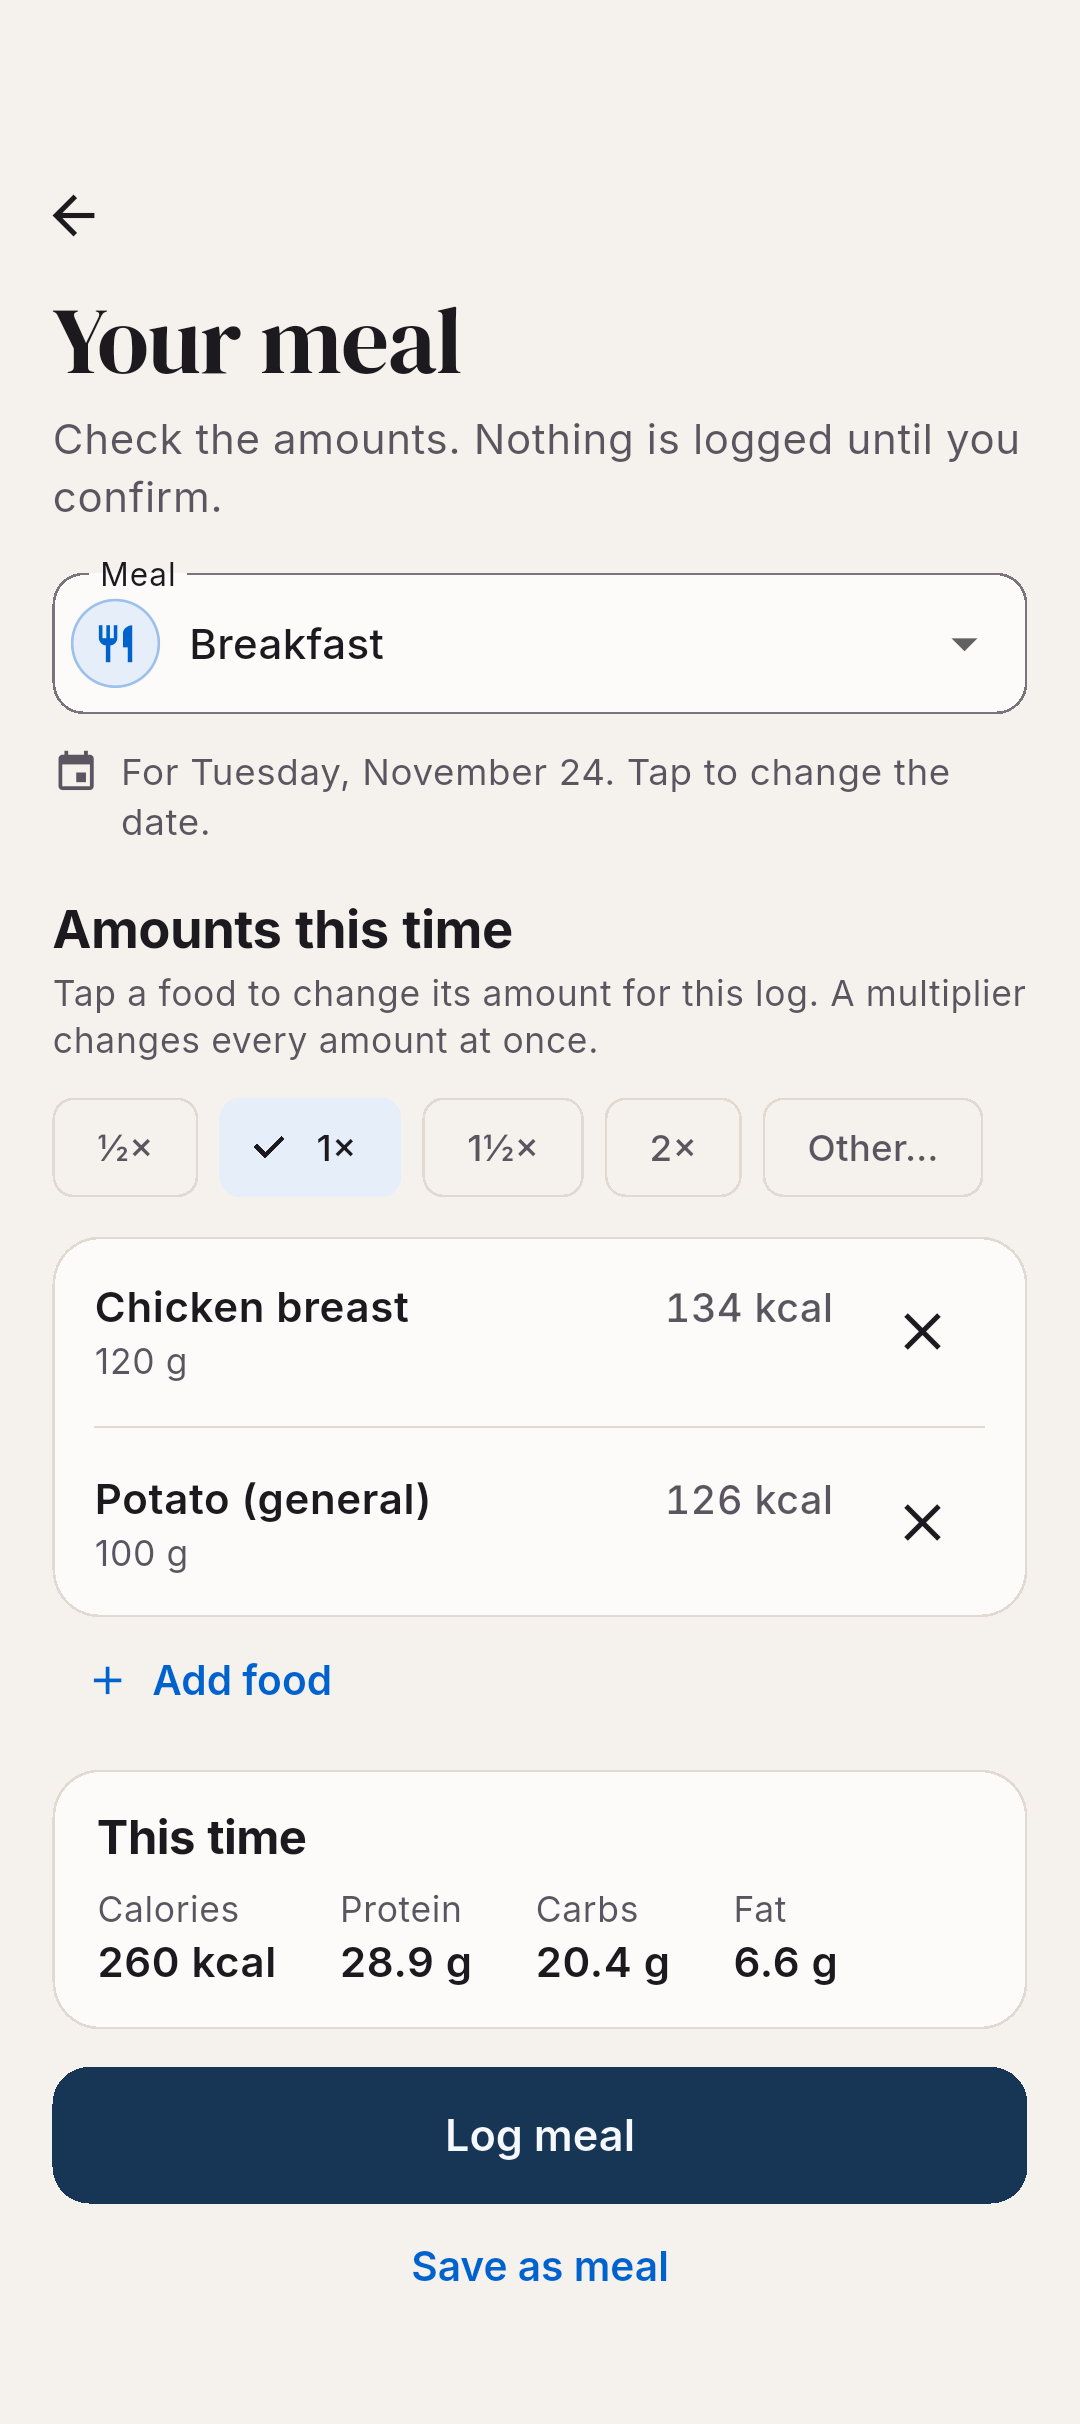 Your meal
Check the amounts. Nothing is logged until you
confirm.
Meal
Breakfast
For Tuesday, November 24. Tap to change the
date.
Amounts this time
Tap a food to change its amount for this log. A multiplier
changes every amount at once.
½× 1× 1½× 2× Other...
Chicken breast 134 kcal
120 g
Potato (general) 126 kcal
100 g
+ Add food
This time
Calories Protein Carbs Fat
260 kcal 28.9 g 20.4 g 6.6 g
Log meal
Save as meal